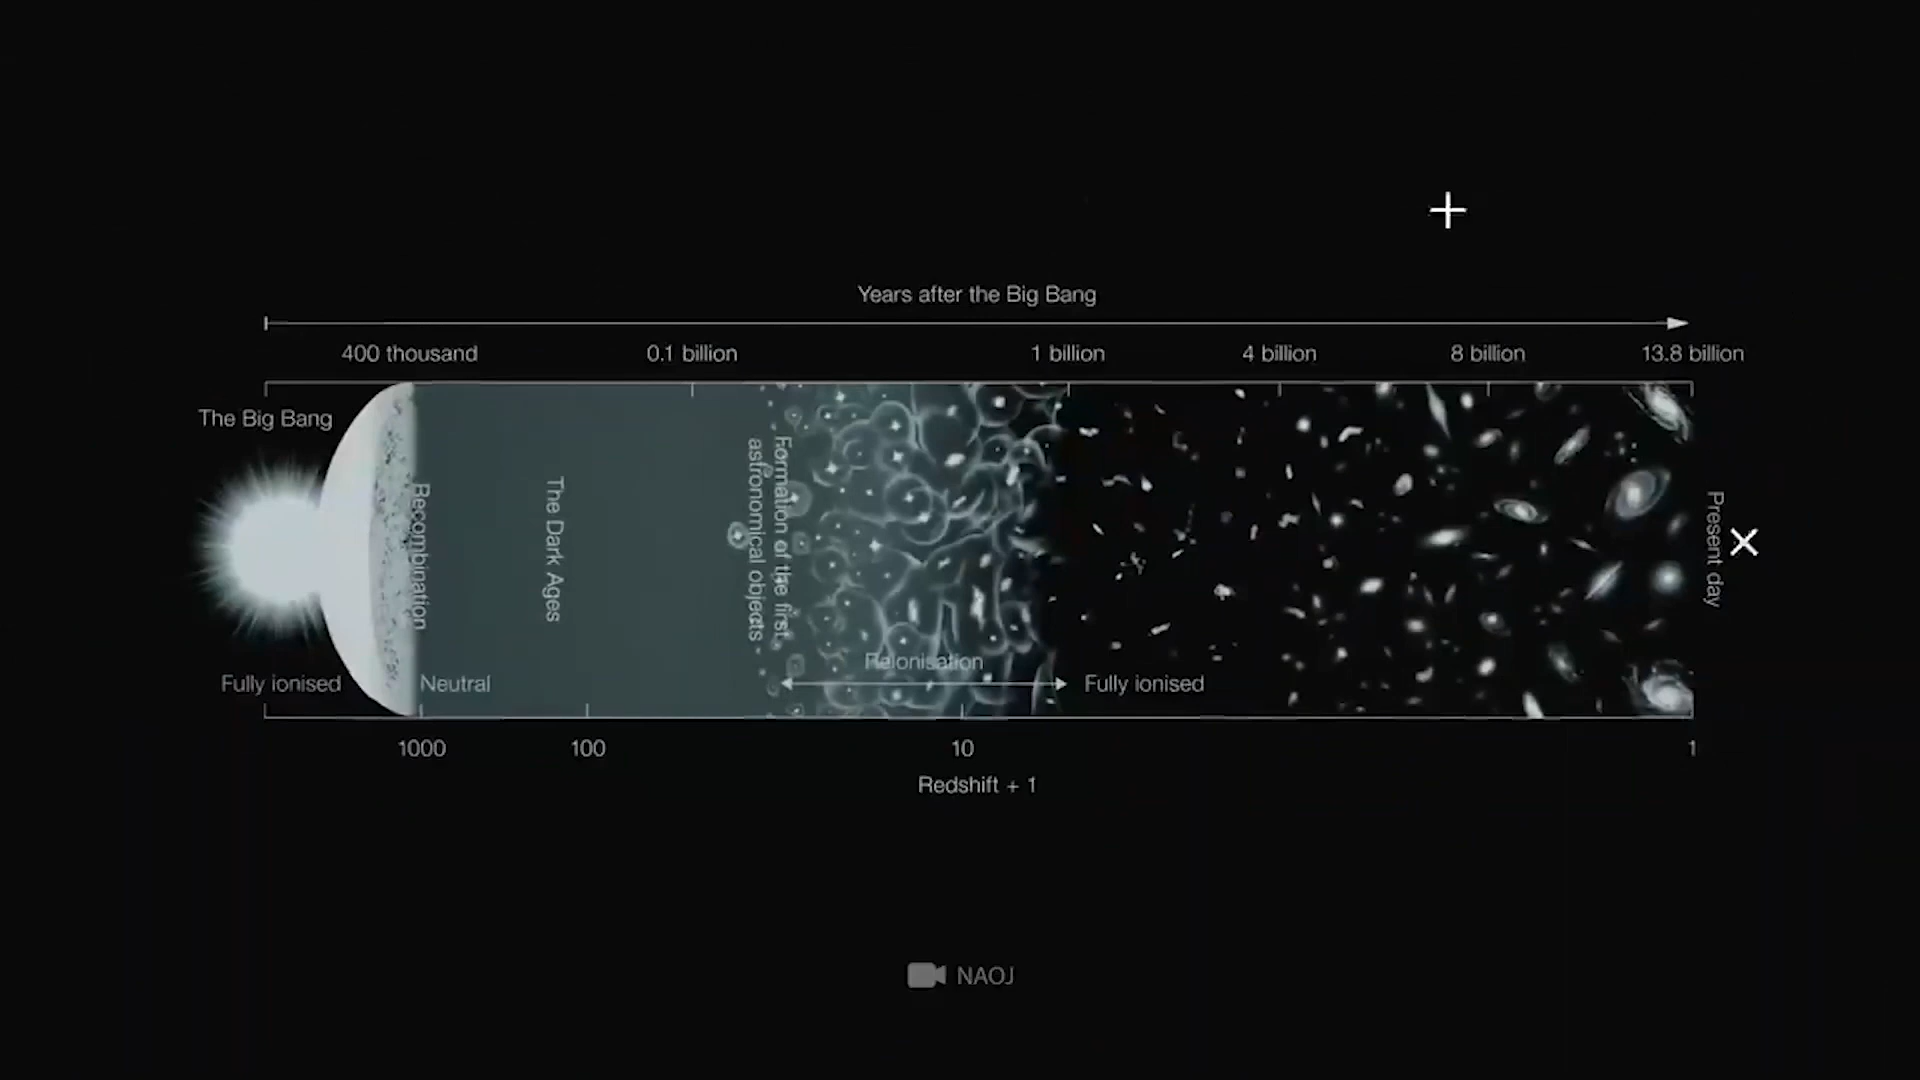 Years after the Big Bang
400 thousand 0.1 billion 1 billion 4 billion 8 billion 13.8 billion
The Big Bang
Recombination
The Dark Ages
Formation of the first
astronomical objects
Present day
Reionisation
Fully ionised Neutral Fully ionised
1000 100 10 1
Redshift + 1
NAOJ